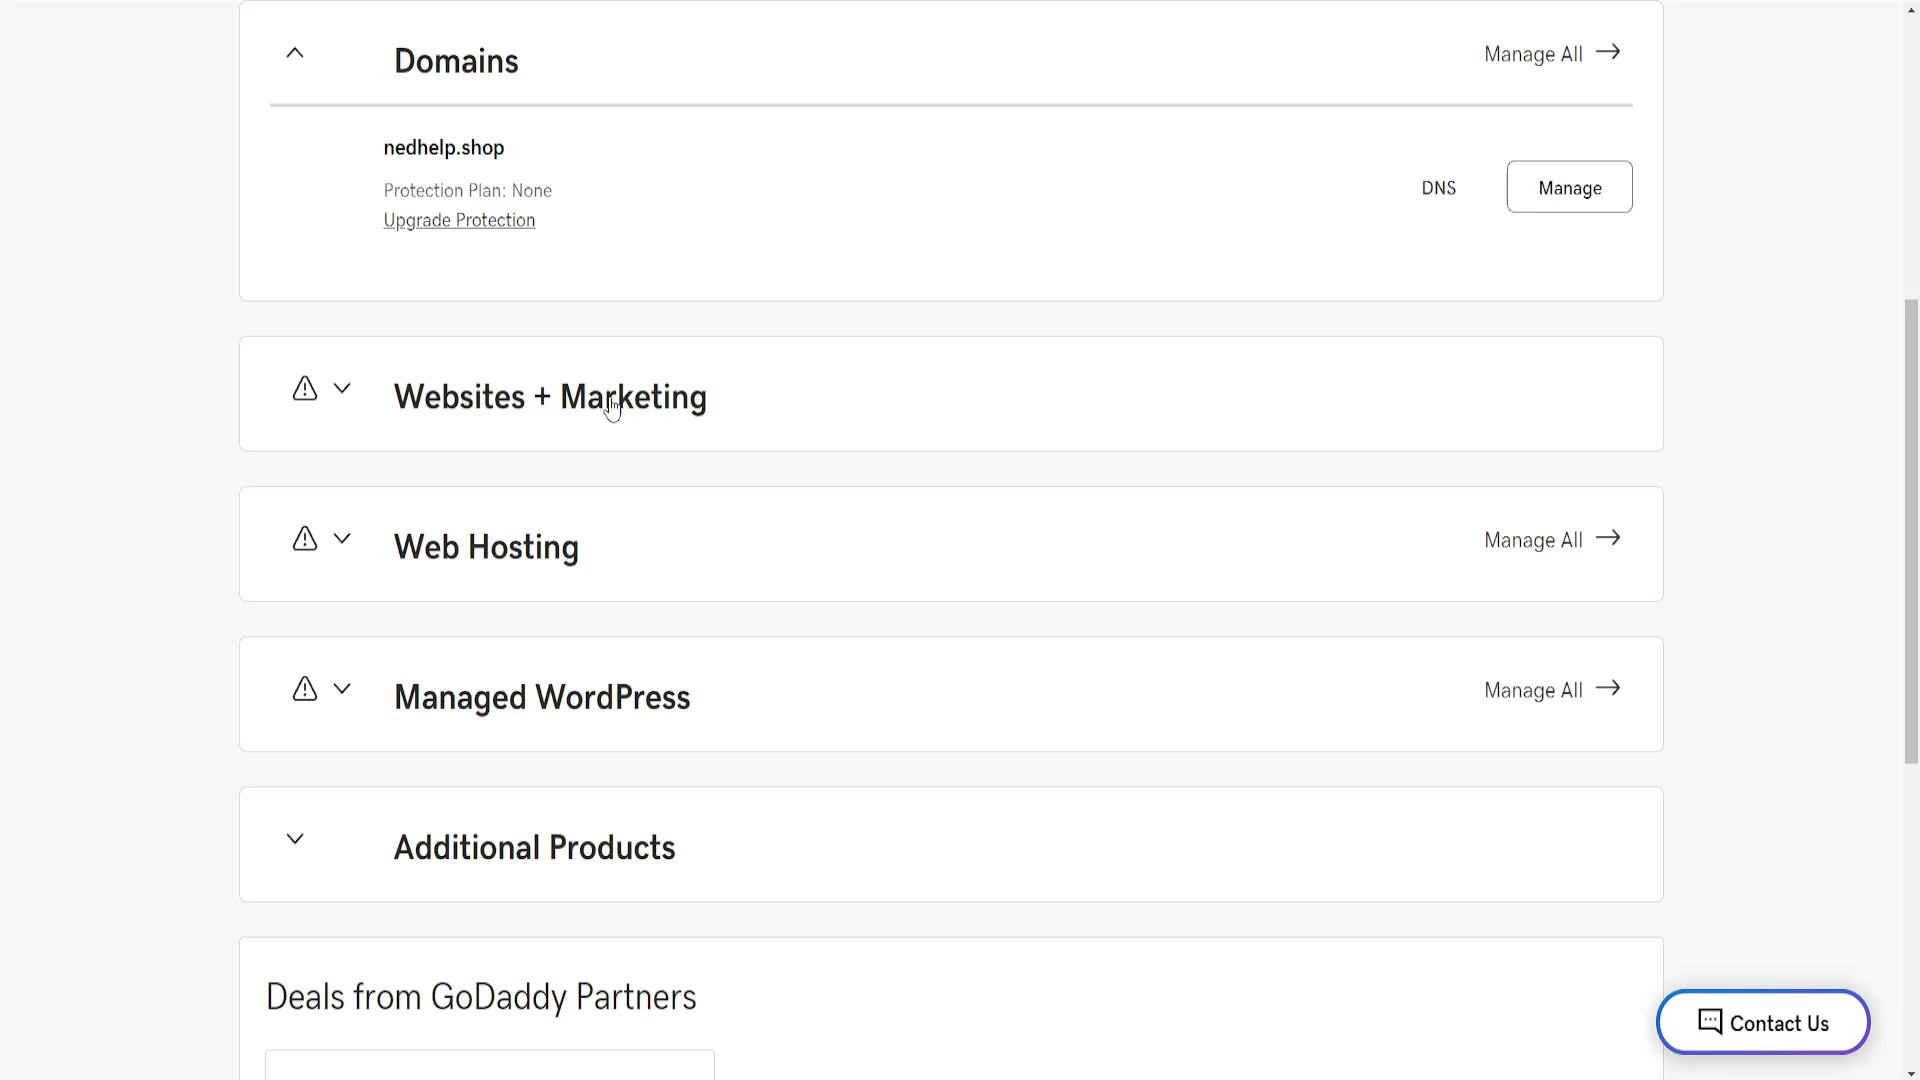 Domains
Manage All
nedhelp.shop
Protection Plan: None
Upgrade Protection
DNS
Manage
Websites + Marketing
Web Hosting
Manage All
Managed WordPress
Manage All
Additional Products
Deals from GoDaddy Partners
Contact Us